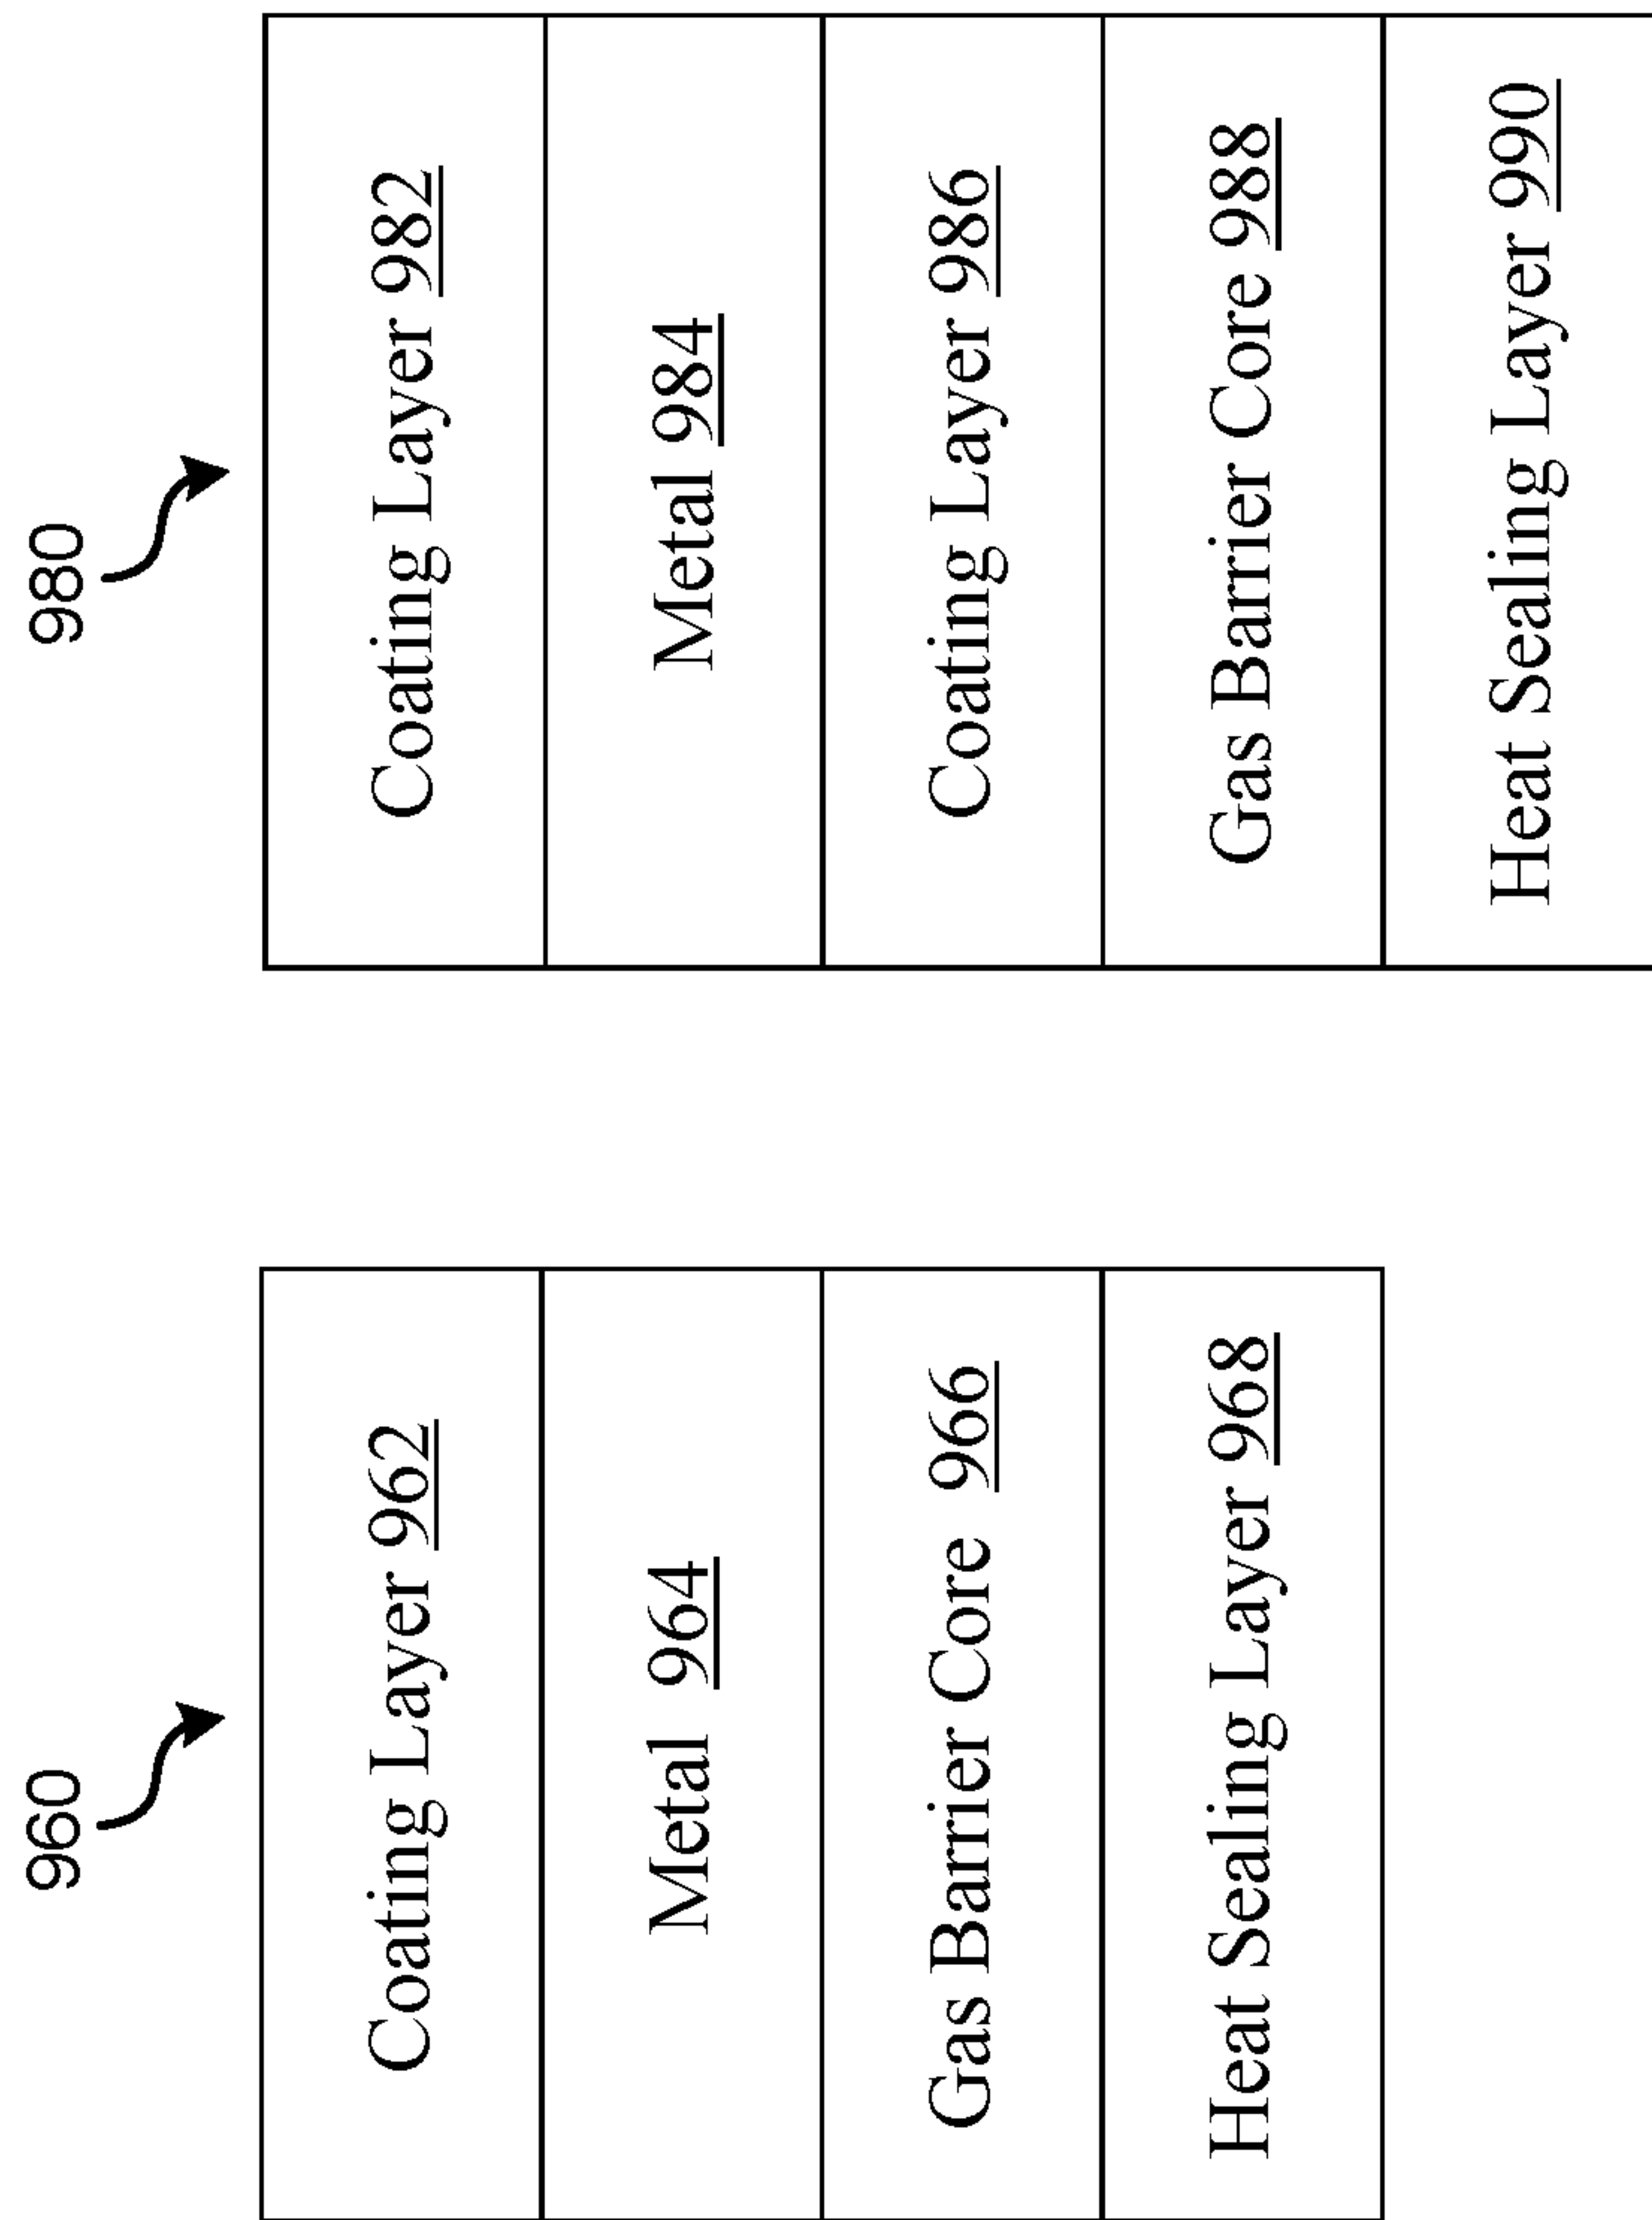 960
Coating Layer 962
Metal 964
Gas Barrier Core 966
Heat Sealing Layer 968
980
Coating Layer 982
Metal 984
Coating Layer 986
Gas Barrier Core 988
Heat Sealing Layer 990